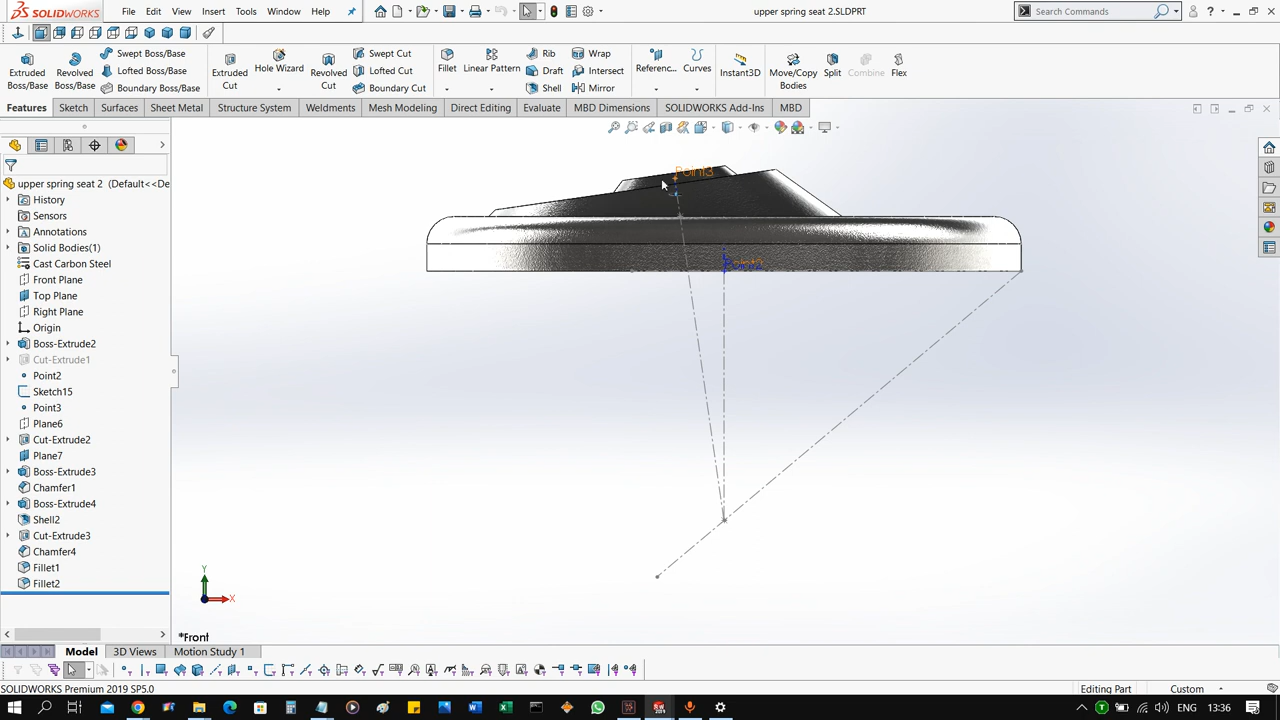 SOLIDWORKS File Edit View Insert Tools Window Help upper spring seat 2.SLDPRT Search Commands
Extruded Boss/Base
Revolved Boss/Base
Swept Boss/Base
Lofted Boss/Base
Boundary Boss/Base
Extruded Cut
Hole Wizard
Revolved Cut
Swept Cut
Lofted Cut
Boundary Cut
Fillet
Linear Pattern
Rib
Draft
Shell
Wrap
Intersect
Mirror
Referenc...
Curves
Instant3D
Move/Copy Bodies
Split
Combine
Flex
Features Sketch Surfaces Sheet Metal Structure System Weldments Mesh Modeling Direct Editing Evaluate MBD Dimensions SOLIDWORKS Add-Ins MBD
upper spring seat 2 (Default<<De
History
Sensors
Annotations
Solid Bodies(1)
Cast Carbon Steel
Front Plane
Top Plane
Right Plane
Origin
Boss-Extrude2
Cut-Extrude1
Point2
Sketch15
Point3
Plane6
Cut-Extrude2
Plane7
Boss-Extrude3
Chamfer1
Boss-Extrude4
Shell2
Cut-Extrude3
Chamfer4
Fillet1
Fillet2
Point3
Point2
Y
X
*Front
Model 3D Views Motion Study 1
SOLIDWORKS Premium 2019 SP5.0 Editing Part Custom
ENG 13:36